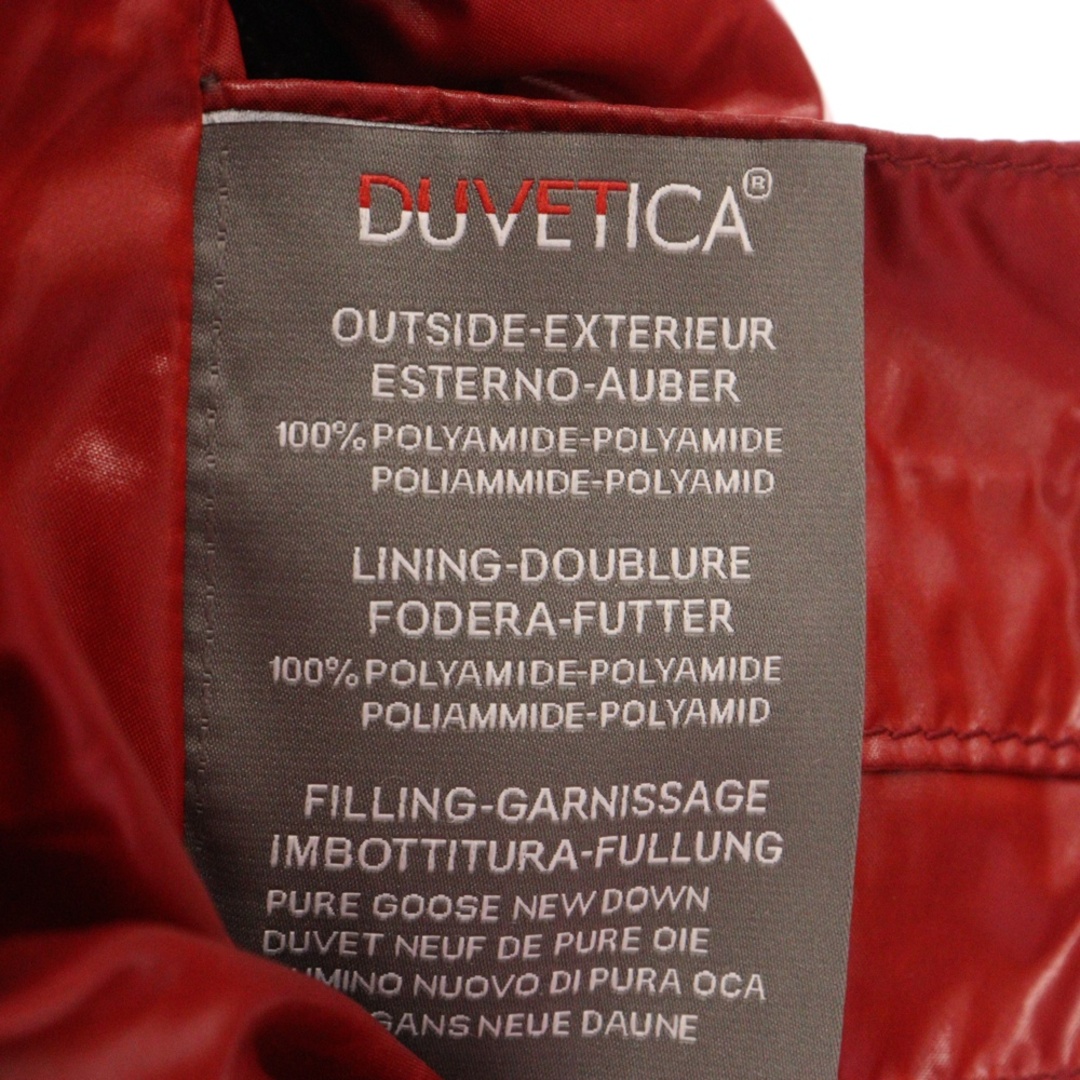 DUVETICA®
OUTSIDE-EXTERIEUR
ESTERNO-AUBER
100% POLYAMIDE-POLYAMIDE
POLIAMMIDE-POLYAMID
LINING-DOUBLURE
FODERA-FUTTER
100% POLYAMIDE-POLYAMIDE
POLIAMMIDE-POLYAMID
FILLING-GARNISSAGE
IMBOTTITURA-FULLUNG
PURE GOOSE NEW DOWN
DUVET NEUF DE PURE OIE
NUOVO DI PURA OCA
GANS NEUE DAUNE